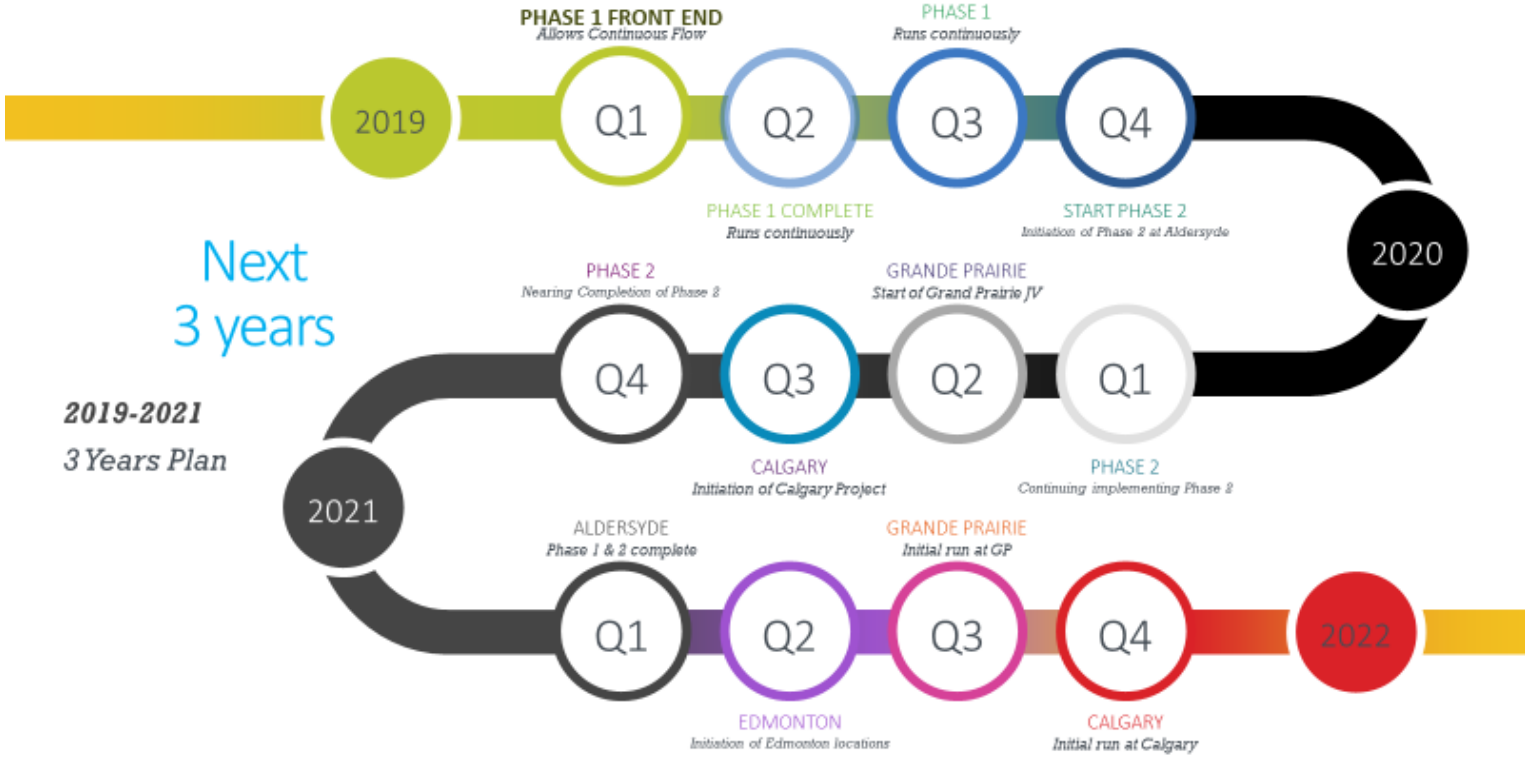 PHASE 1 FRONT END
Allows Continuous Flow
PHASE 1
Runs continuously
2019
Q1
Q2
Q3
Q4
PHASE 1 COMPLETE
Runs continuously
START PHASE 2
Initiation of Phase 2 at Aldersyde
2020
Next
3 years
2019-2021
3 Years Plan
PHASE 2
Nearing Completion of Phase 2
GRANDE PRAIRIE
Start of Grand Prairie JV
Q4
Q3
Q2
Q1
CALGARY
Initiation of Calgary Project
PHASE 2
Continuing implementing Phase 2
2021
ALDERSYDE
Phase 1 & 2 complete
GRANDE PRAIRIE
Initial run at GP
Q1
Q2
Q3
Q4
2022
EDMONTON
Initiation of Edmonton locations
CALGARY
Initial run at Calgary